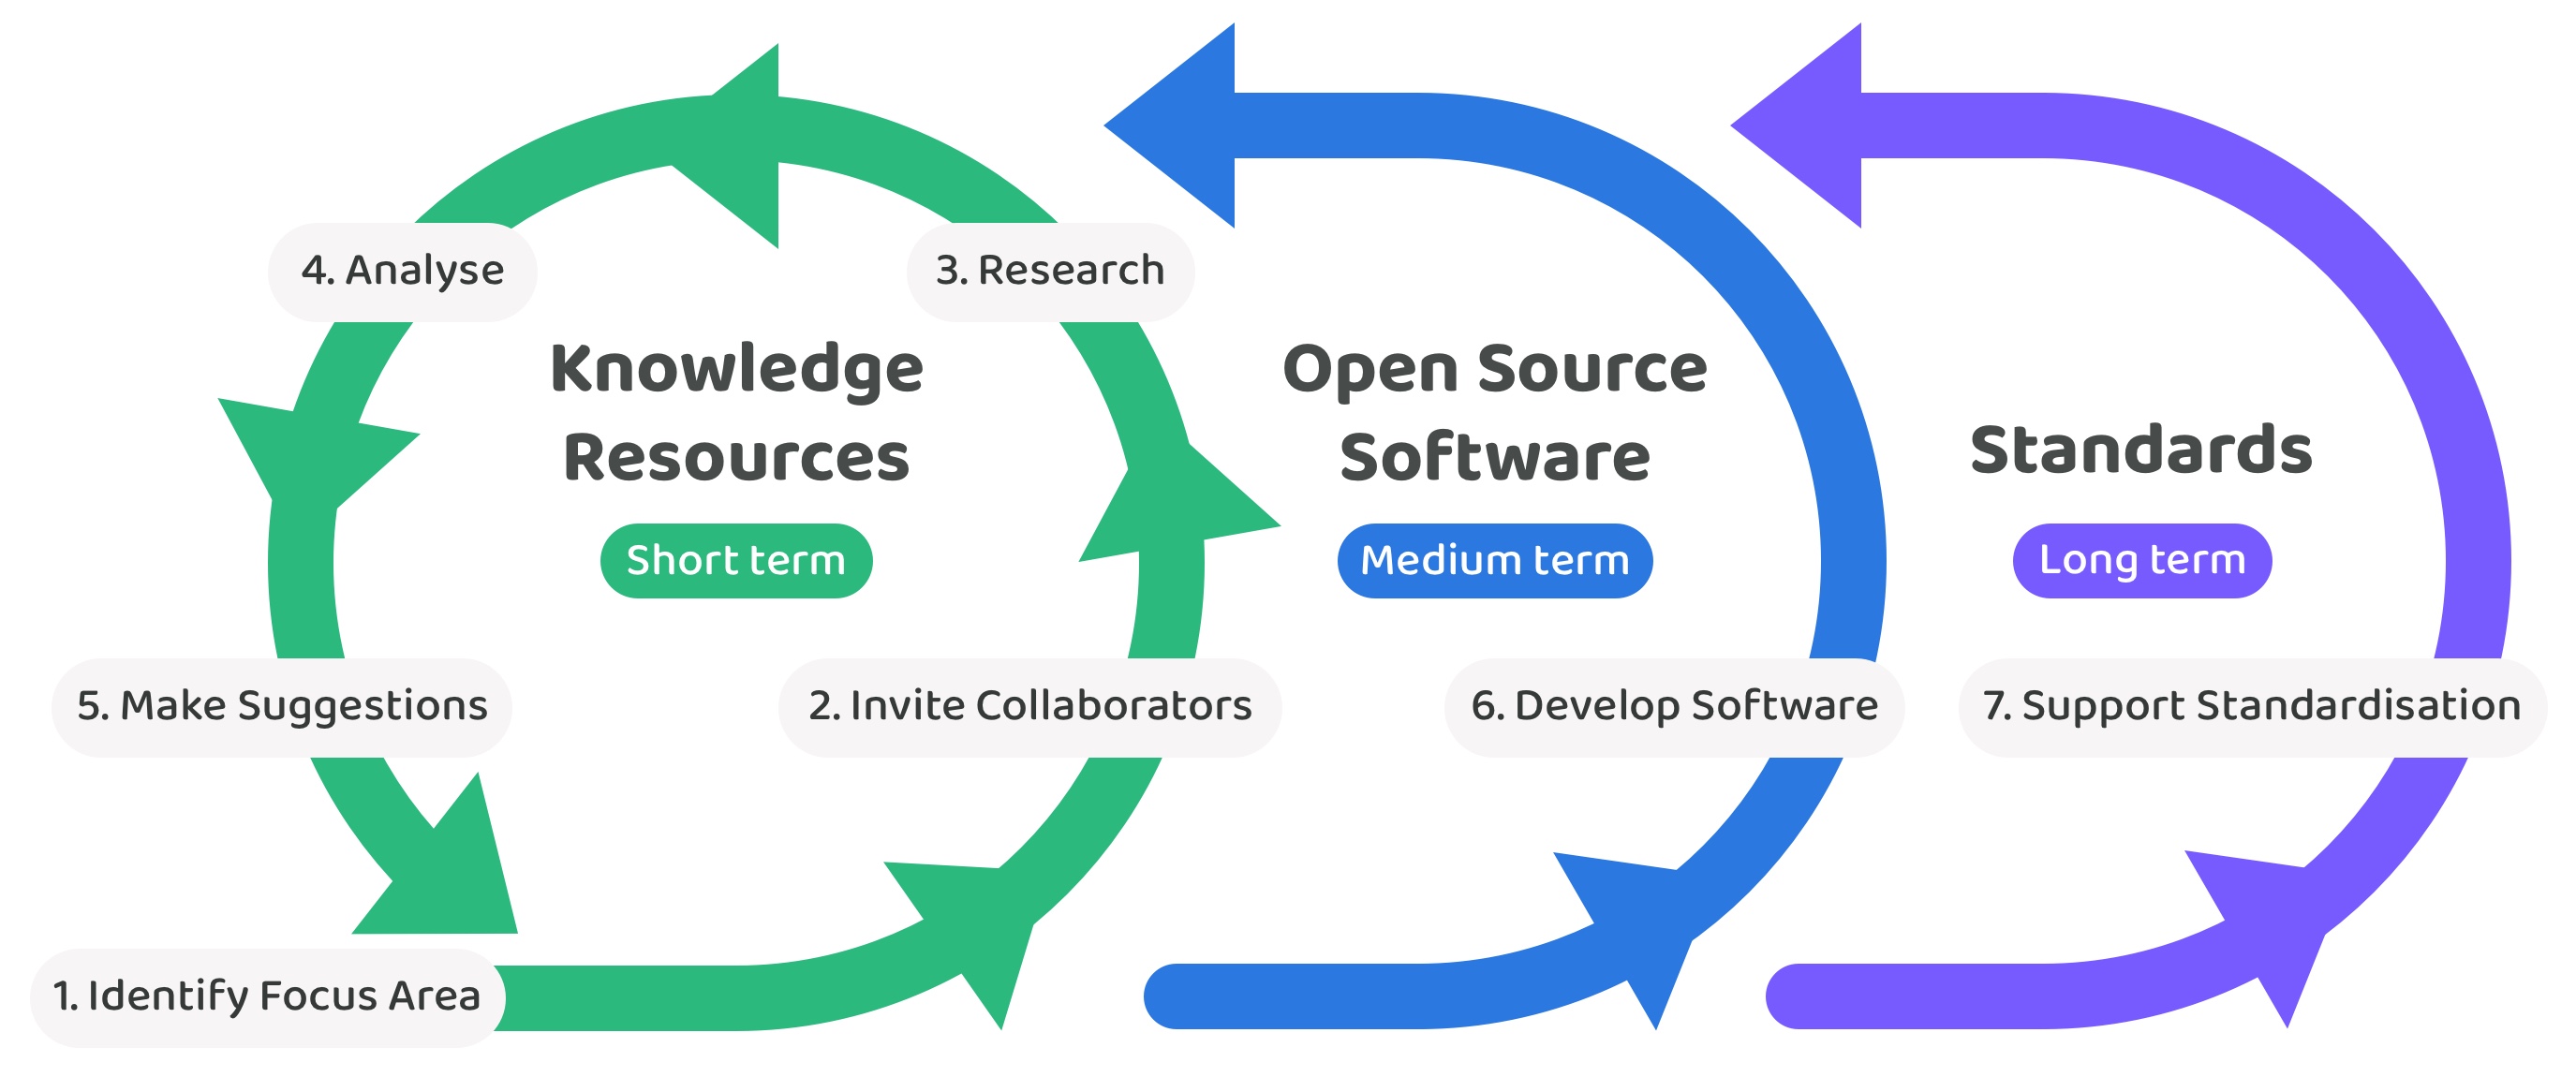 4. Analyse
3. Research
Knowledge
Resources
Short term
Open Source
Software
Medium term
Standards
Long term
5. Make Suggestions
2. Invite Collaborators
6. Develop Software
7. Support Standardisation
1. Identify Focus Area